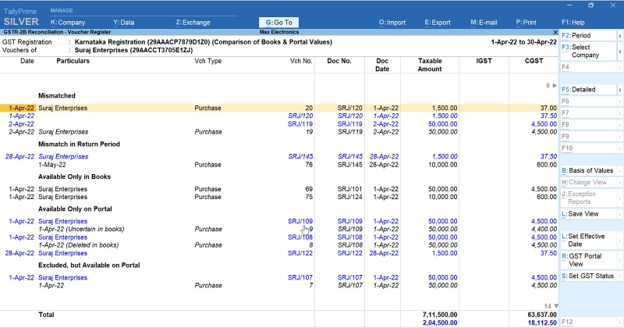 TallyPrime MANAGE
SILVER K:Company Y:Data Z:Exchange G:Go To O:Import E:Export M:E-mail P:Print F1:Help
GSTR-2B Reconciliation - Voucher Register Max Electronics X
GST Registration : Karnataka Registration (29AAACP7879D1Z0) (Comparison of Books & Portal Values) 1-Apr-22 to 30-Apr-22
Vouchers of : Suraj Enterprises (29AACCT3705E1ZJ)
Date Particulars Vch Type Vch No. Doc No. Doc Date Taxable Amount IGST CGST
6
Mismatched
1-Apr-22 Suraj Enterprises Purchase 20 SRJ/120 1-Apr-22 1,500.00 37.00
1-Apr-22 SRJ/120 1-Apr-22 1,500.00 37.50
2-Apr-22 SRJ/119 2-Apr-22 50,000.00 4,500.00
2-Apr-22 Suraj Enterprises Purchase 19 SRJ/119 2-Apr-22 50,000.00 4,500.00
Mismatch in Return Period
28-Apr-22 Suraj Enterprises SRJ/145 28-Apr-22 1,500.00 37.50
1-May-22 Purchase 76 SRJ/145 28-Apr-22 10,000.00 600.00
Available Only in Books
1-Apr-22 Suraj Enterprises Purchase 69 SRJ/101 1-Apr-22 50,000.00 4,500.00
1-Apr-22 Suraj Enterprises Purchase 75 SRJ/124 1-Apr-22 10,000.00 600.00
Available Only on Portal
1-Apr-22 Suraj Enterprises SRJ/109 1-Apr-22 50,000.00 4,500.00
1-Apr-22 (Uncertain in Books) Purchase 9 SRJ/109 1-Apr-22 50,000.00 4,400.00
1-Apr-22 Suraj Enterprises SRJ/108 1-Apr-22 50,000.00 4,500.00
1-Apr-22 (Deleted in books) Purchase 8 SRJ/108 1-Apr-22 50,000.00 4,500.00
28-Apr-22 Suraj Enterprises SRJ/122 28-Apr-22 1,500.00 37.50
Excluded, but Available on Portal
1-Apr-22 Suraj Enterprises SRJ/107 1-Apr-22 50,000.00 4,500.00
1-Apr-22 Purchase 7 SRJ/107 1-Apr-22 50,000.00 4,500.00
14
Total 7,11,500.00 63,637.00
2,04,500.00 18,112.50
F2:Period
F3:Select Company
F4
F5:Detailed
F6
F7
F8
F9
F10
B:Basis of Values
H:Change View
J:Exception Reports
L:Save View
L:Set Effective Date
R:GST Portal View
S:Set GST Status
F12